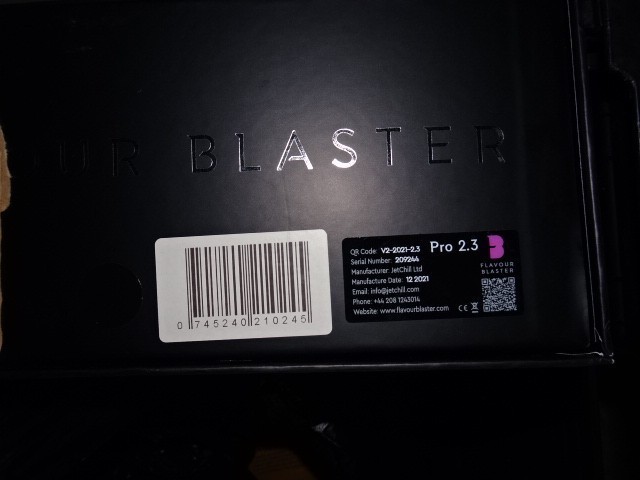 UR BLASTER
0 745240 210245
QR Code: V2-2021-2.3 Pro 2.3
Serial Number: 209244
Manufacturer: JetChill Ltd
Manufacture Date: 12 2021
Email: info@jetchill.com
Phone: +44 208 1243014
Website: www.flavourblaster.com
FLAVOUR
BLASTER
CE